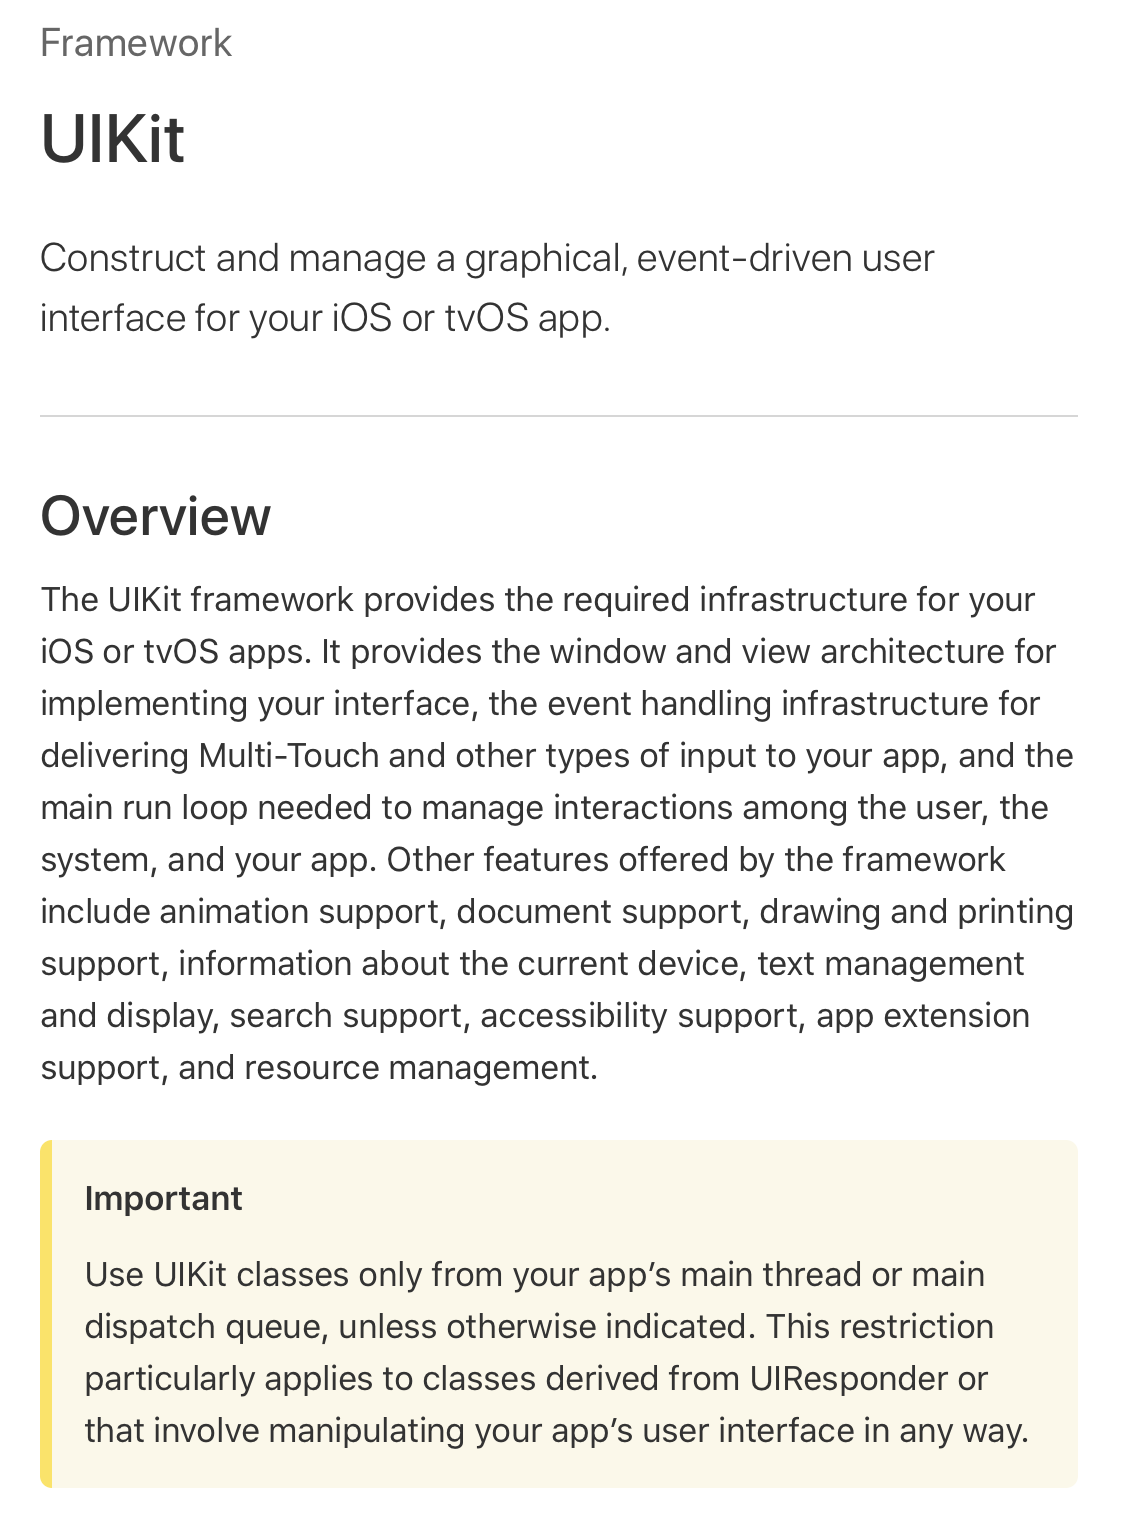 Framework
UIKit
Construct and manage a graphical, event-driven user
interface for your iOS or tvOS app.
Overview
The UIKit framework provides the required infrastructure for your
iOS or tvOS apps. It provides the window and view architecture for
implementing your interface, the event handling infrastructure for
delivering Multi-Touch and other types of input to your app, and the
main run loop needed to manage interactions among the user, the
system, and your app. Other features offered by the framework
include animation support, document support, drawing and printing
support, information about the current device, text management
and display, search support, accessibility support, app extension
support, and resource management.
Important
Use UIKit classes only from your app’s main thread or main
dispatch queue, unless otherwise indicated. This restriction
particularly applies to classes derived from UIResponder or
that involve manipulating your app’s user interface in any way.